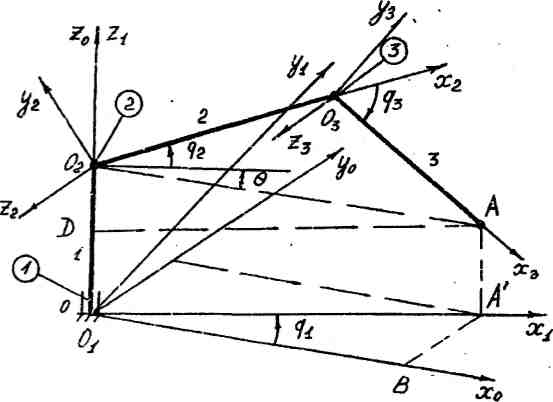 z₀ z₁
y₃
y₁
③
x₂
y₂
②
2
O₃
q₃
O₂
q₂
z₃
3
θ
y₀
z₂
D
A
1
x₃
①
0
A'
O₁
q₁
x₁
B
x₀